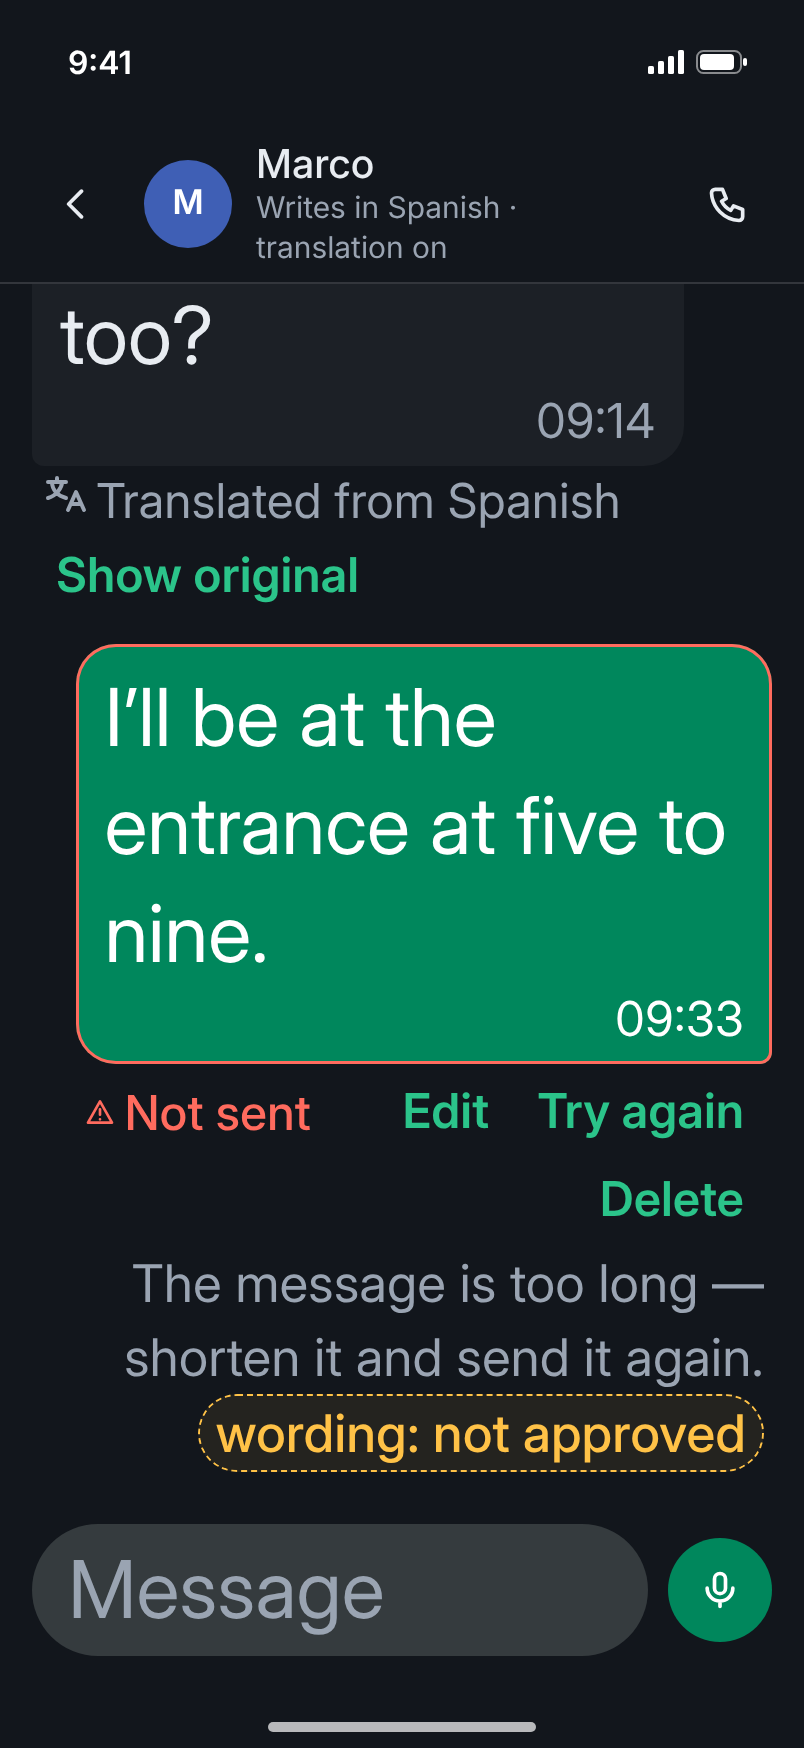 9:41
M
Marco
Writes in Spanish ·
translation on
too?
09:14
Translated from Spanish
Show original
I’ll be at the
entrance at five to
nine.
09:33
Not sent
Edit
Try again
Delete
The message is too long —
shorten it and send it again.
wording: not approved
Message